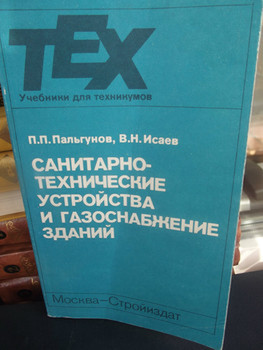 ТЕХ
Учебники для техникумов
П.П. Пальгунов, В.Н. Исаев
САНИТАРНО-
ТЕХНИЧЕСКИЕ
УСТРОЙСТВА
И ГАЗОСНАБЖЕНИЕ
ЗДАНИЙ
Москва-Стройиздат